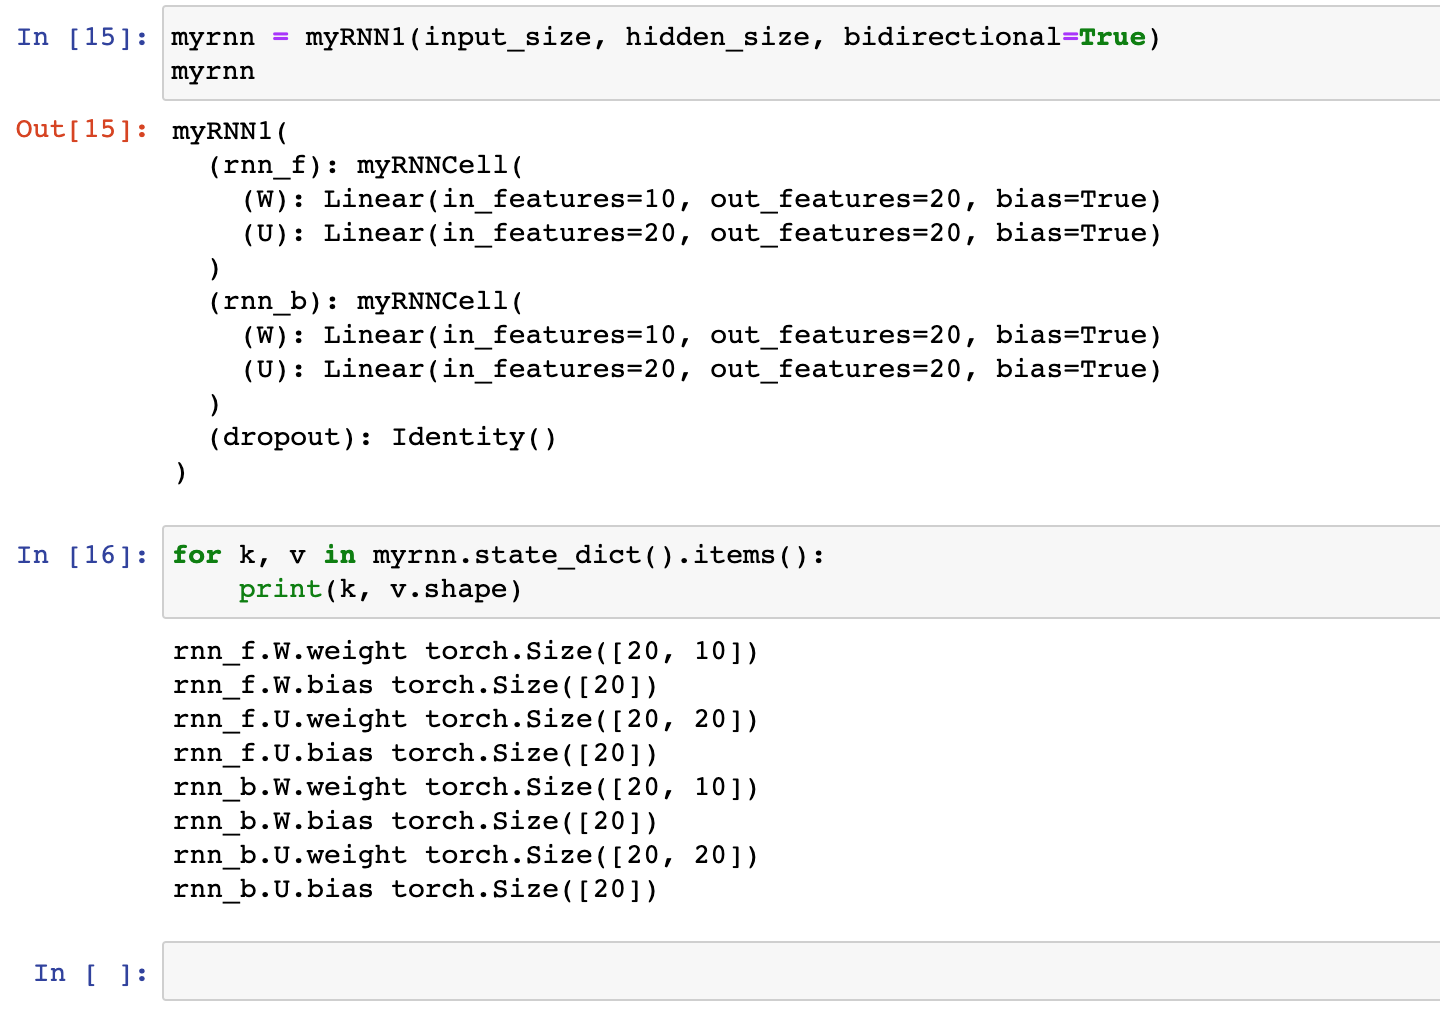 In [15]: myrnn = myRNN1(input_size, hidden_size, bidirectional=True)
myrnn
Out[15]: myRNN1(
  (rnn_f): myRNNCell(
    (W): Linear(in_features=10, out_features=20, bias=True)
    (U): Linear(in_features=20, out_features=20, bias=True)
  )
  (rnn_b): myRNNCell(
    (W): Linear(in_features=10, out_features=20, bias=True)
    (U): Linear(in_features=20, out_features=20, bias=True)
  )
  (dropout): Identity()
)
In [16]: for k, v in myrnn.state_dict().items():
    print(k, v.shape)
rnn_f.W.weight torch.Size([20, 10])
rnn_f.W.bias torch.Size([20])
rnn_f.U.weight torch.Size([20, 20])
rnn_f.U.bias torch.Size([20])
rnn_b.W.weight torch.Size([20, 10])
rnn_b.W.bias torch.Size([20])
rnn_b.U.weight torch.Size([20, 20])
rnn_b.U.bias torch.Size([20])
In [ ]: